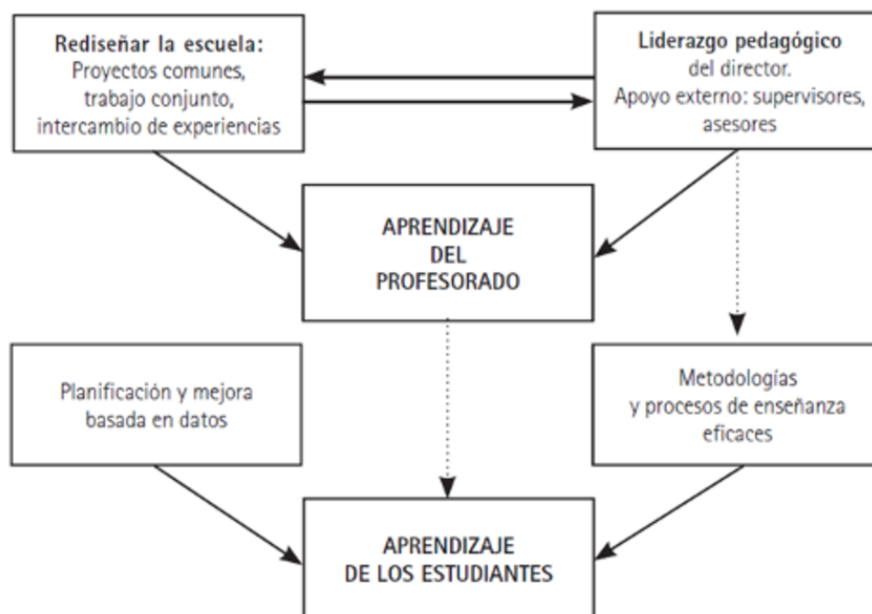 Rediseñar la escuela:
Proyectos comunes,
trabajo conjunto,
intercambio de experiencias
Liderazgo pedagógico
del director.
Apoyo externo: supervisores,
asesores
APRENDIZAJE
DEL
PROFESORADO
Planificación y mejora
basada en datos
Metodologías
y procesos de enseñanza
eficaces
APRENDIZAJE
DE LOS ESTUDIANTES